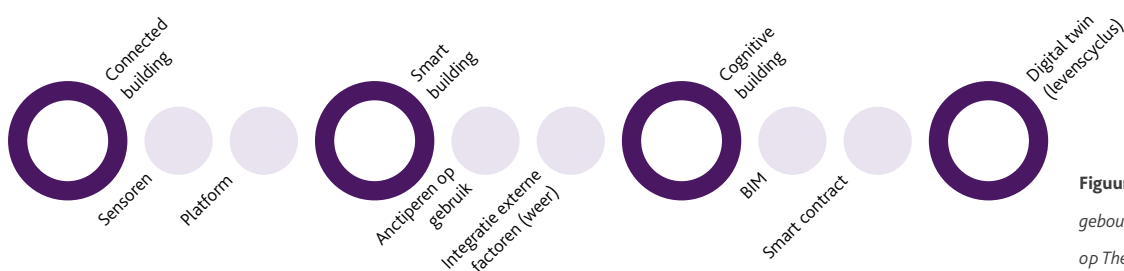 Connected
building
Sensoren
Platform
Smart
building
Anctiperen op
gebruik
Integratie externe
factoren (weer)
Cognitive
building
BIM
Smart contract
Digital twin
(levenscyclus)
Figuu
gebou
op The